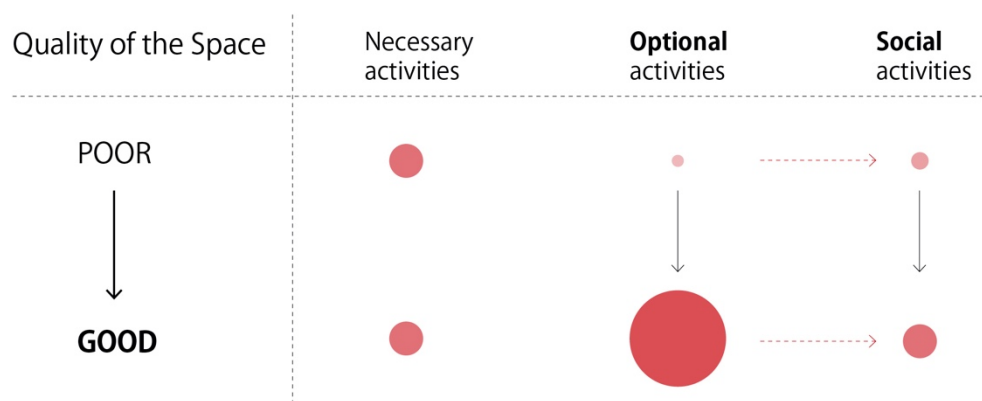 Quality of the Space
Necessary
activities
Optional
activities
Social
activities
POOR
GOOD